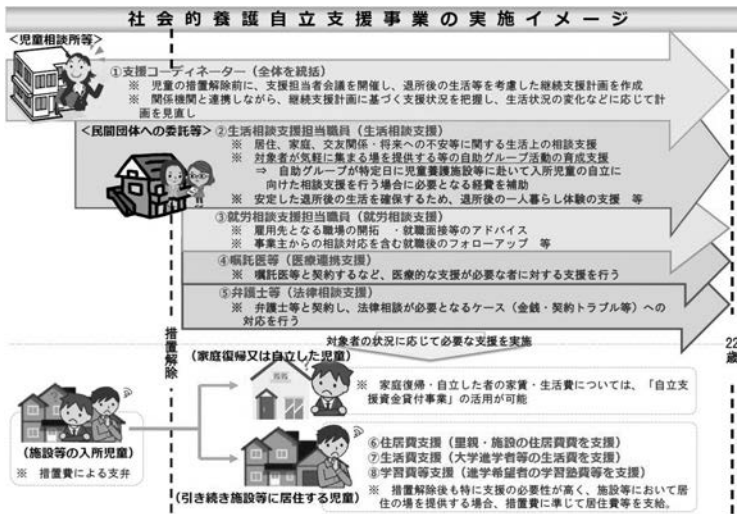 社会的養護自立支援事業の実施イメージ
<児童相談所等>
①支援コーディネーター（全体を統括）
※ 児童の措置解除前に、支援担当者会議を開催し、退所後の生活等を考慮した継続支援計画を作成
※ 関係機関と連携しながら、継続支援計画に基づく支援状況を把握し、生活状況の変化などに応じて計
画を見直し
<民間団体への委託等>
②生活相談支援担当職員（生活相談支援）
※ 居住、家庭、交友関係・将来への不安等に関する生活上の相談支援
※ 対象者が気軽に集まる場を提供する等の自助グループ活動の育成支援
⇒ 自助グループが特定日に児童養護施設等に赴いて入所児童の自立に
向けた相談支援を行う場合に必要となる経費を補助
※ 安定した退所後の生活を確保するため、退所後の一人暮らし体験の支援 等
③就労相談支援担当職員（就労相談支援）
※ 雇用先となる職場の開拓 ・就職面接等のアドバイス
※ 事業主からの相談対応を含む就職後のフォローアップ 等
④嘱託医等（医療連携支援）
※ 嘱託医等と契約するなど、医療的な支援が必要な者に対する支援を行う
⑤弁護士等（法律相談支援）
※ 弁護士等と契約し、法律相談が必要となるケース（金銭・契約トラブル等）への
対応を行う
対象者の状況に応じて必要な支援を実施
措置解除
22歳
(家庭復帰又は自立した児童)
※ 家庭復帰・自立した者の家賃・生活費については、「自立支
援資金貸付事業」の活用が可能
(施設等の入所児童)
※ 措置費による支弁
(引き続き施設等に居住する児童)
⑥住居費支援（里親・施設の住居費費を支援）
⑦生活費支援（大学進学者等の生活費を支援）
⑧学習費等支援（進学希望者の学習塾費等を支援）
※ 措置解除後も特に支援の必要性が高く、施設等において居
住の場を提供する場合、措置費に準じて居住費等を支給。